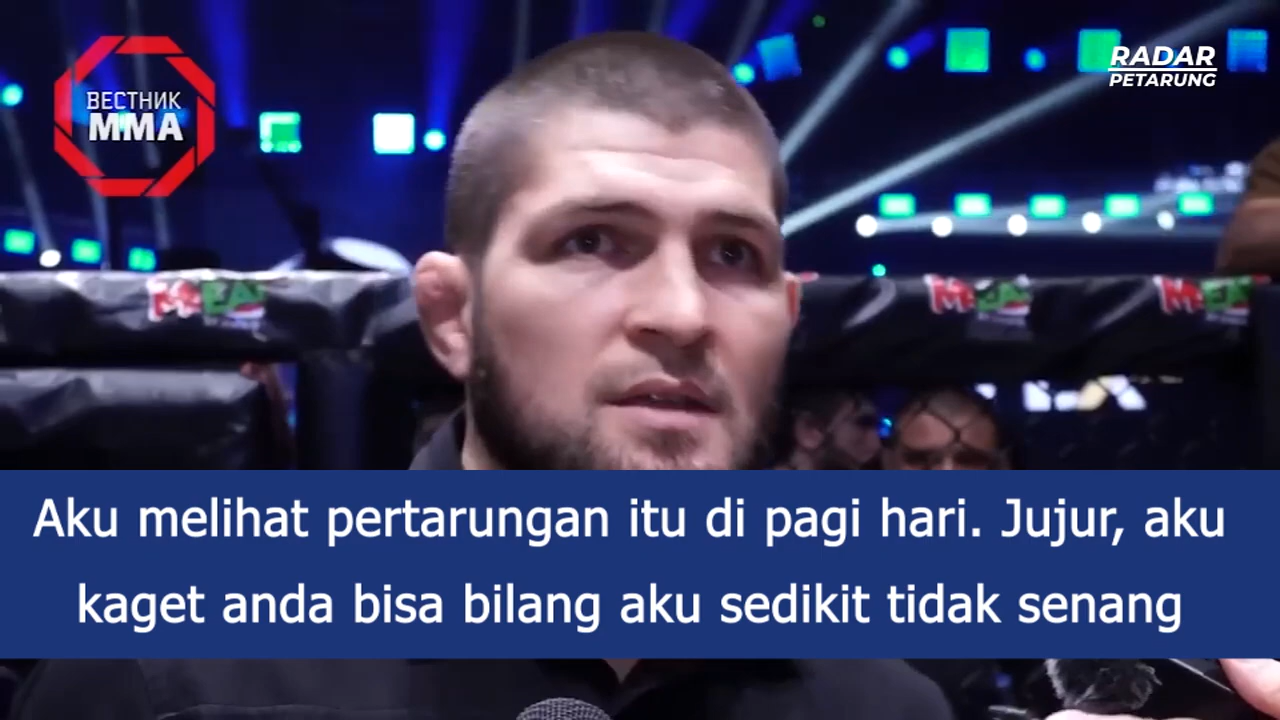 ВЕСТНИК
MMA
RADAR
PETARUNG
Aku melihat pertarungan itu di pagi hari. Jujur, aku
kaget anda bisa bilang aku sedikit tidak senang